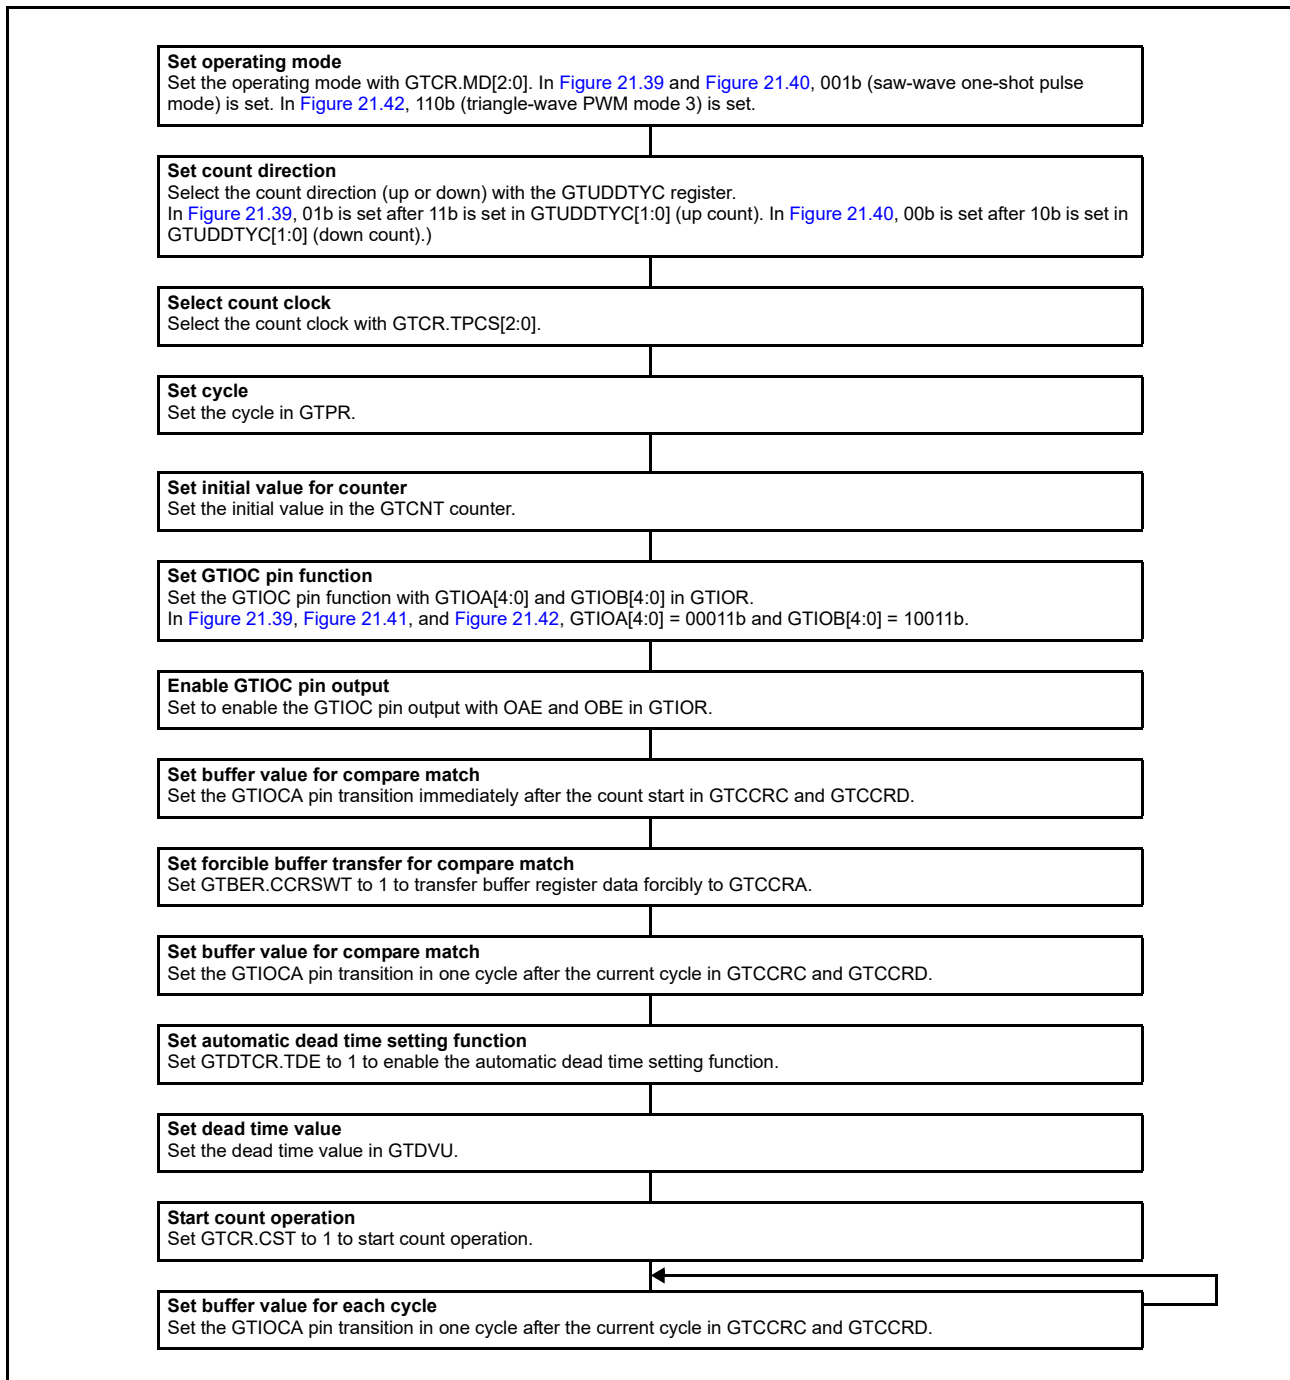 Set operating mode
Set the operating mode with GTCR.MD[2:0]. In Figure 21.39 and Figure 21.40, 001b (saw-wave one-shot pulse
mode) is set. In Figure 21.42, 110b (triangle-wave PWM mode 3) is set.
Set count direction
Select the count direction (up or down) with the GTUDDTYC register.
In Figure 21.39, 01b is set after 11b is set in GTUDDTYC[1:0] (up count). In Figure 21.40, 00b is set after 10b is set in
GTUDDTYC[1:0] (down count).)
Select count clock
Select the count clock with GTCR.TPCS[2:0].
Set cycle
Set the cycle in GTPR.
Set initial value for counter
Set the initial value in the GTCNT counter.
Set GTIOC pin function
Set the GTIOC pin function with GTIOA[4:0] and GTIOB[4:0] in GTIOR.
In Figure 21.39, Figure 21.41, and Figure 21.42, GTIOA[4:0] = 00011b and GTIOB[4:0] = 10011b.
Enable GTIOC pin output
Set to enable the GTIOC pin output with OAE and OBE in GTIOR.
Set buffer value for compare match
Set the GTIOCA pin transition immediately after the count start in GTCCRC and GTCCRD.
Set forcible buffer transfer for compare match
Set GTBER.CCRSWT to 1 to transfer buffer register data forcibly to GTCCRA.
Set buffer value for compare match
Set the GTIOCA pin transition in one cycle after the current cycle in GTCCRC and GTCCRD.
Set automatic dead time setting function
Set GTDTCR.TDE to 1 to enable the automatic dead time setting function.
Set dead time value
Set the dead time value in GTDVU.
Start count operation
Set GTCR.CST to 1 to start count operation.
Set buffer value for each cycle
Set the GTIOCA pin transition in one cycle after the current cycle in GTCCRC and GTCCRD.